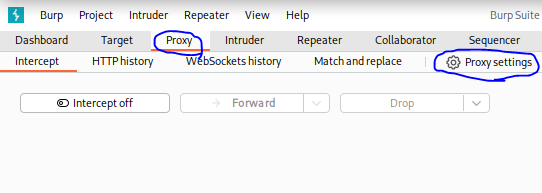 Burp Project Intruder Repeater View Help Burp Suite
Dashboard Target Proxy Intruder Repeater Collaborator Sequencer
Intercept HTTP history WebSockets history Match and replace Proxy settings
Intercept off Forward Drop